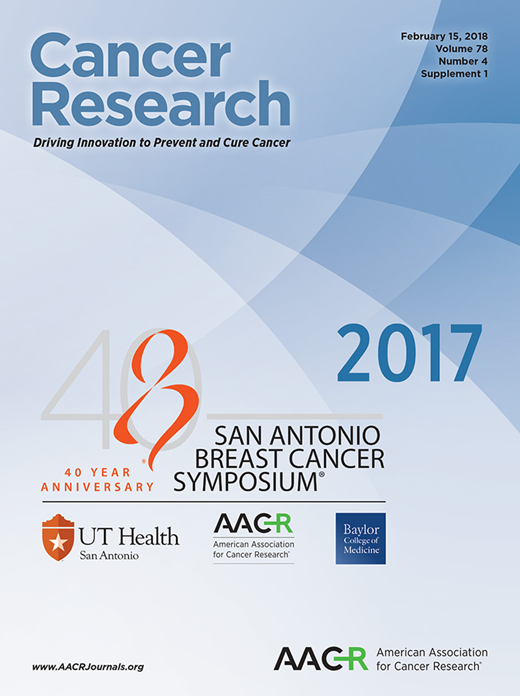 Cancer
Research
Driving Innovation to Prevent and Cure Cancer
February 15, 2018
Volume 78
Number 4
Supplement 1
2017
40
40 YEAR
ANNIVERSARY
®
SAN ANTONIO
BREAST CANCER
SYMPOSIUM®
UT Health
San Antonio
AACR
American Association
for Cancer Research®
Baylor
College of
Medicine®
www.AACRJournals.org
AACR
American Association
for Cancer Research®